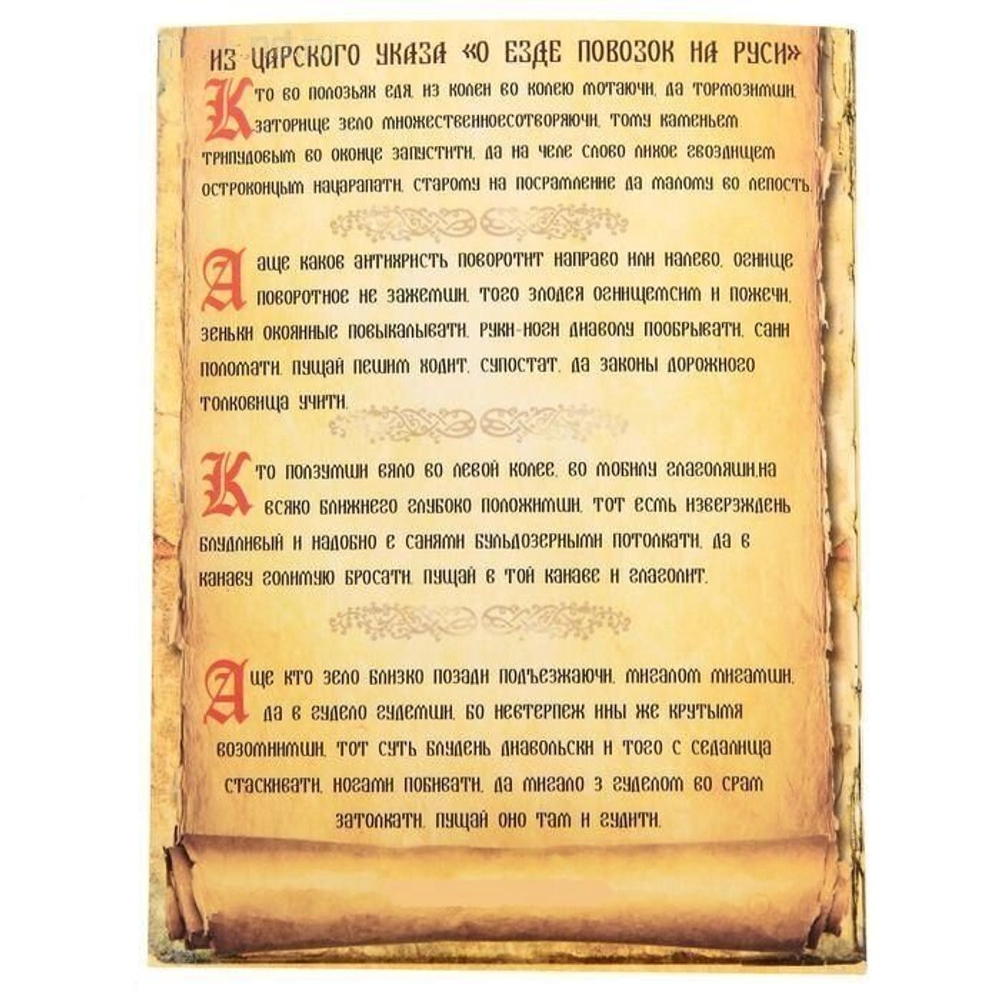 ИЗ ЦАРСКОГО УКАЗА «О ЕЗДЕ ПОВОЗОК НА РУСИ»
Кто во полозьях едя, из колеи во колею мотаючи, да тормозимши,
заторище зело множественноесотворяючи, тому каменьем
трипудовым во оконце запустити, да на челе слово лихое гвоздищем
остроконцым нацарапати, старому на посрамление да малому во лепость.
А аще каков антихристь поворотит направо или налево, огнище
поворотное не зажемши, того злодея огнищемсим и пожечи,
зеньки окоянные повыкалывати, руки-ноги диаволу пообрывати, сани
поломати, пущай пешим ходит, супостат, да законы дорожного
толковища учити.
Кто ползумши вяло во левой колее, во мобилу глаголяши,на
всяко ближнего глубоко положимши, тот есмь изверзждень
блудливый и надобно е санями бульдозерными потолкати, да в
канаву голимую бросати, пущай в той канаве и глаголит.
Аще кто зело близко позади подъезжаючи, мигалом мигамши,
да в гудело гудемши, бо невтерпеж ины же крутымя
возомнимши, тот суть блудень диавольски и того с седалища
стаскивати, ногами побивати, да мигало з гуделом во срам
затолкати, пущай оно там и гудити.